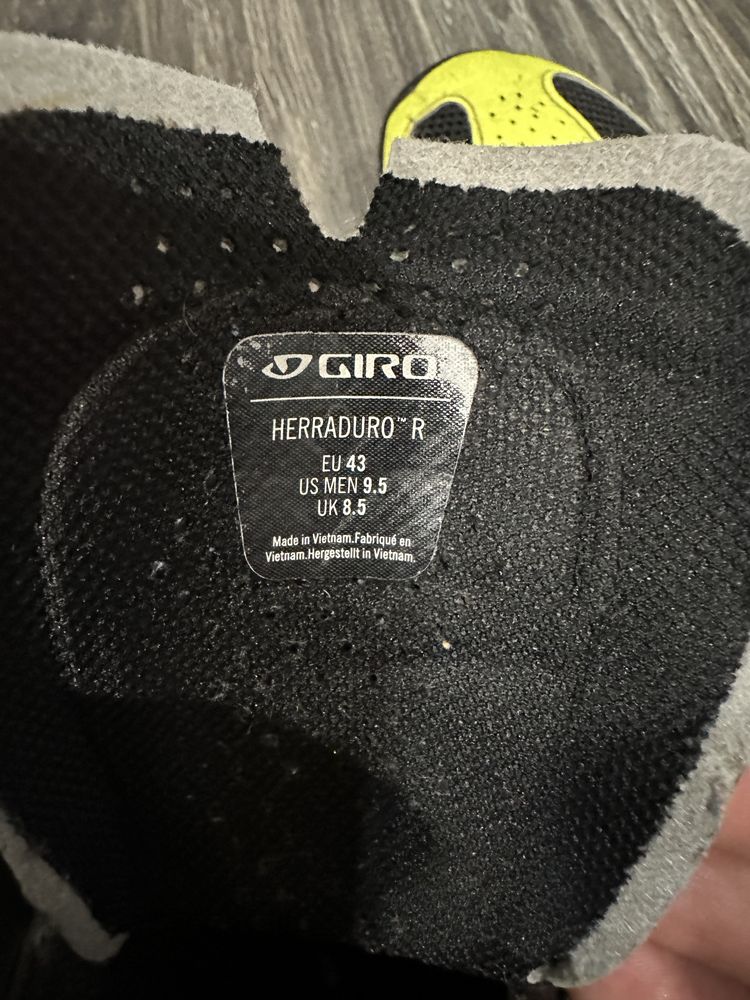 GIRO
HERRADURO™ R
EU 43
US MEN 9.5
UK 8.5
Made in Vietnam.Fabriqué en
Vietnam.Hergestellt in Vietnam.